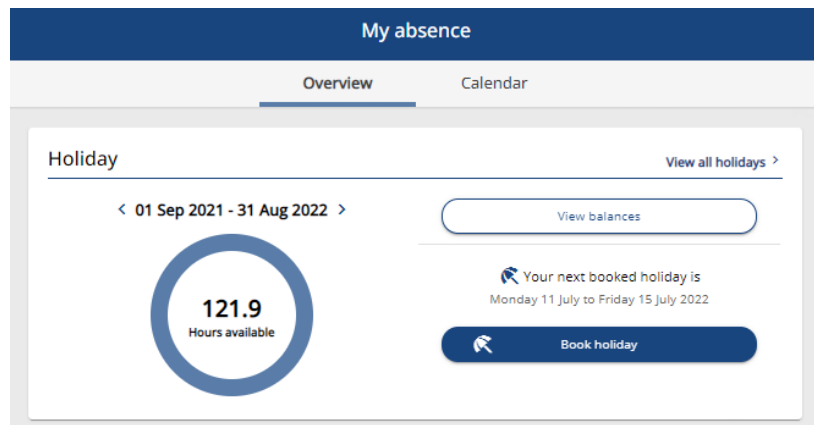 My absence
Overview Calendar
Holiday View all holidays >
< 01 Sep 2021 - 31 Aug 2022 > View balances
121.9
Hours available
Your next booked holiday is
Monday 11 July to Friday 15 July 2022
Book holiday